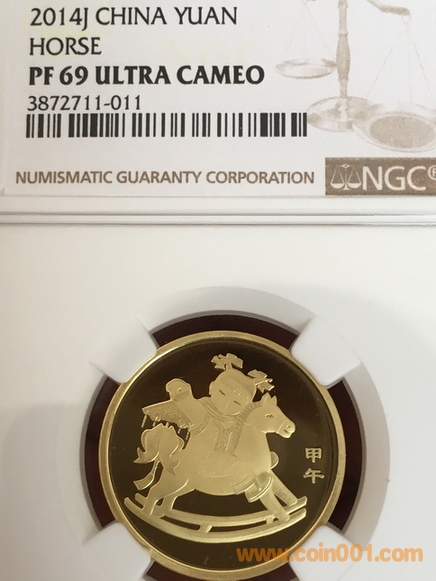 2014J CHINA YUAN
HORSE
PF 69 ULTRA CAMEO
3872711-011
NUMISMATIC GUARANTY CORPORATION
NGC®
甲午
www.coin001.com